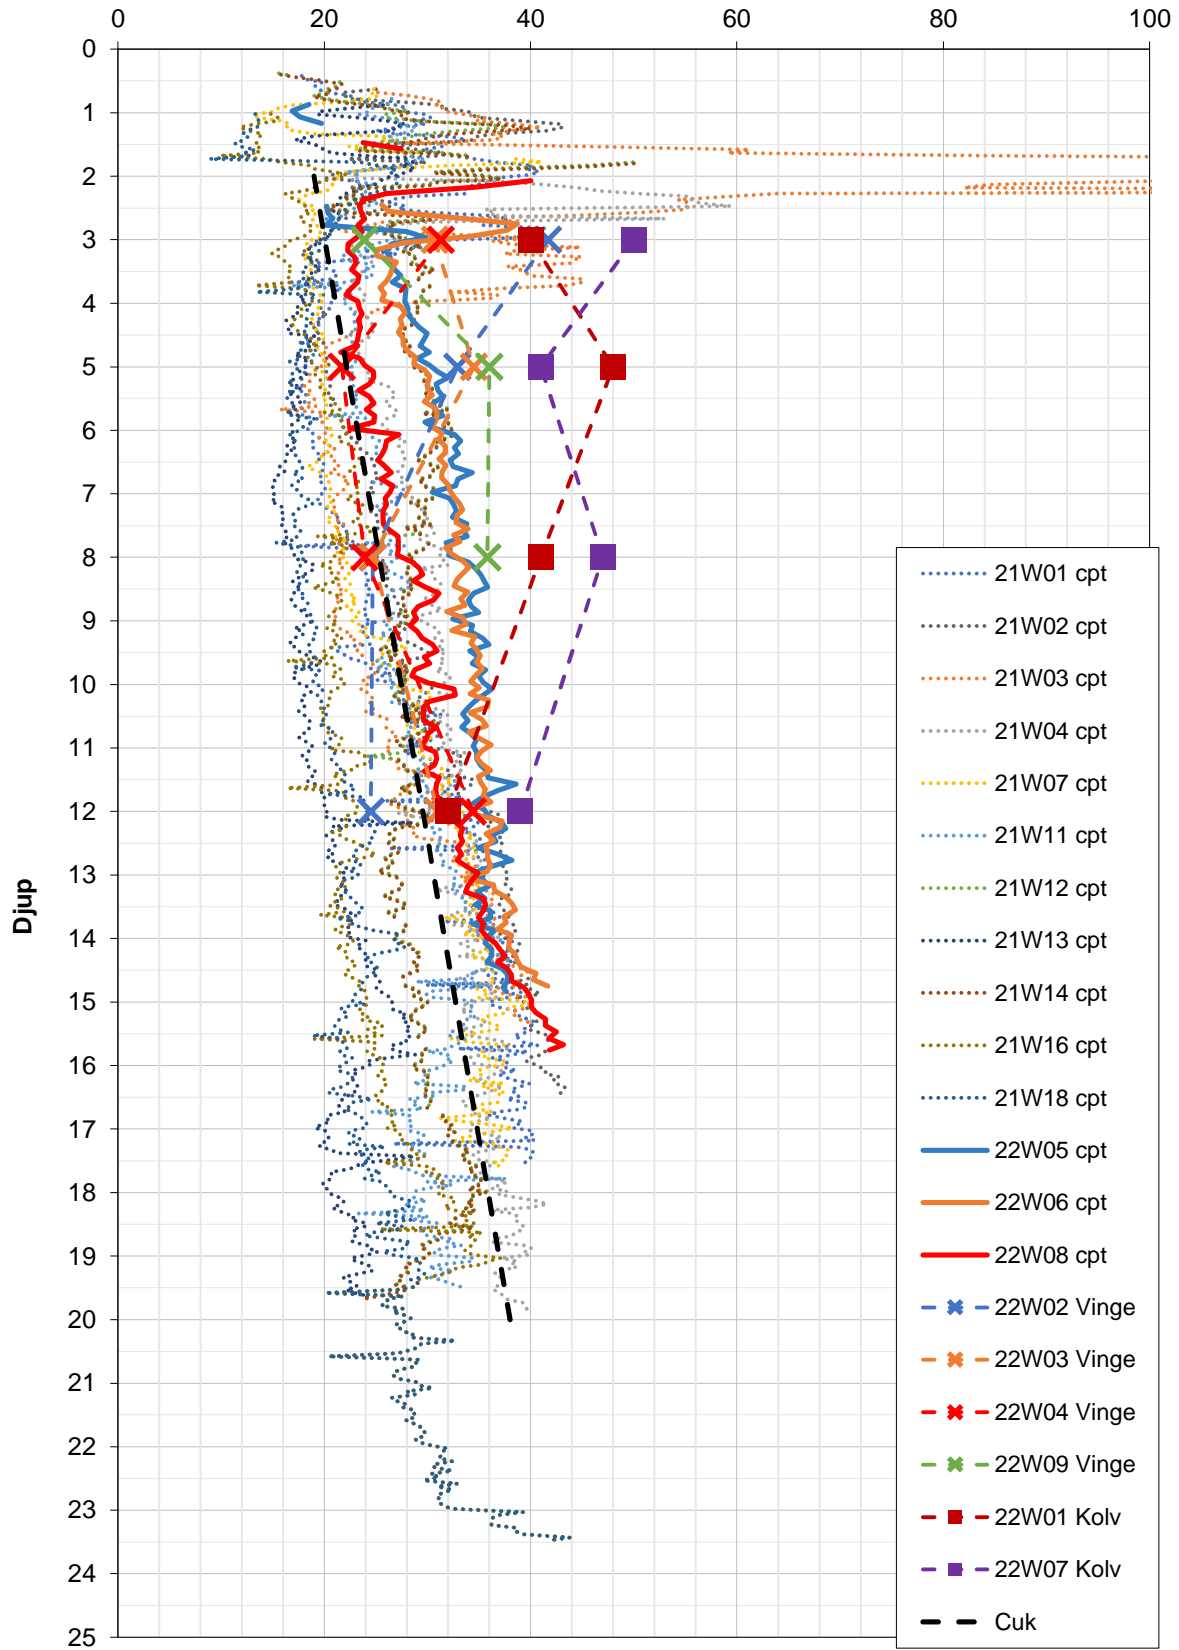 0 20 40 60 80 100
0
1
2
3
4
5
6
7
8
9
10
11
12
13
14
15
16
17
18
19
20
21
22
23
24
25
Djup
21W01 cpt
21W02 cpt
21W03 cpt
21W04 cpt
21W07 cpt
21W11 cpt
21W12 cpt
21W13 cpt
21W14 cpt
21W16 cpt
21W18 cpt
22W05 cpt
22W06 cpt
22W08 cpt
22W02 Vinge
22W03 Vinge
22W04 Vinge
22W09 Vinge
22W01 Kolv
22W07 Kolv
Cuk